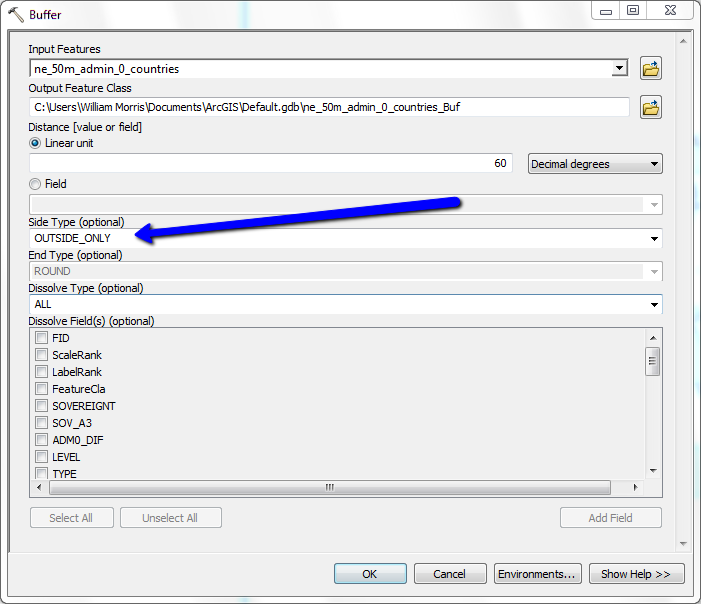 Buffer
Input Features
ne_50m_admin_0_countries
Output Feature Class
C:\Users\William Morris\Documents\ArcGIS\Default.gdb\ne_50m_admin_0_countries_Buf
Distance [value or field]
Linear unit
60 Decimal degrees
Field
Side Type (optional)
OUTSIDE_ONLY
End Type (optional)
ROUND
Dissolve Type (optional)
ALL
Dissolve Field(s) (optional)
FID
ScaleRank
LabelRank
FeatureCla
SOVEREIGNT
SOV_A3
ADM0_DIF
LEVEL
TYPE
Select All Unselect All Add Field
OK Cancel Environments... Show Help >>